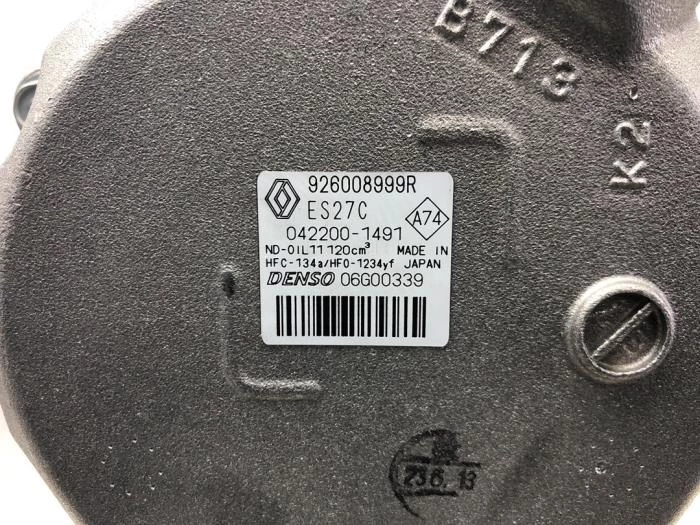 B713
K2-
926008999R
ES27C
A74
042200-1491
ND-OIL11 120cm³ MADE IN
HFC-134a/HFO-1234yf JAPAN
DENSO 06G00339
236.13